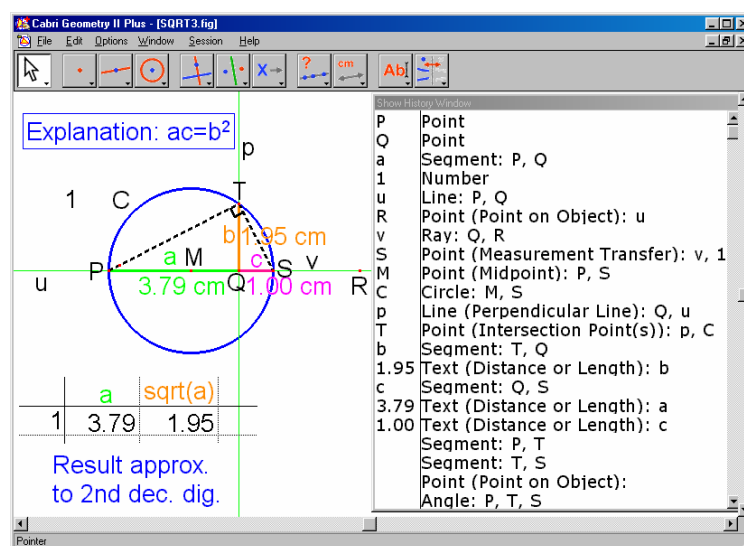 Cabri Geometry II Plus - [SQRT3.fig]
File Edit Options Window Session Help
? cm
X
Ab
Explanation: ac=b²
p
1 C T
b 1.95 cm
a M c
P S v
u 3.79 cm Q 1.00 cm R
a sqrt(a)
1 3.79 1.95
Result approx.
to 2nd dec. dig.
Show History Window
P Point
Q Point
a Segment: P, Q
1 Number
u Line: P, Q
R Point (Point on Object): u
v Ray: Q, R
S Point (Measurement Transfer): v, 1
M Point (Midpoint): P, S
C Circle: M, S
p Line (Perpendicular Line): Q, u
T Point (Intersection Point(s)): p, C
b Segment: T, Q
1.95 Text (Distance or Length): b
c Segment: Q, S
3.79 Text (Distance or Length): a
1.00 Text (Distance or Length): c
Segment: P, T
Segment: T, S
Point (Point on Object):
Angle: P, T, S
Pointer